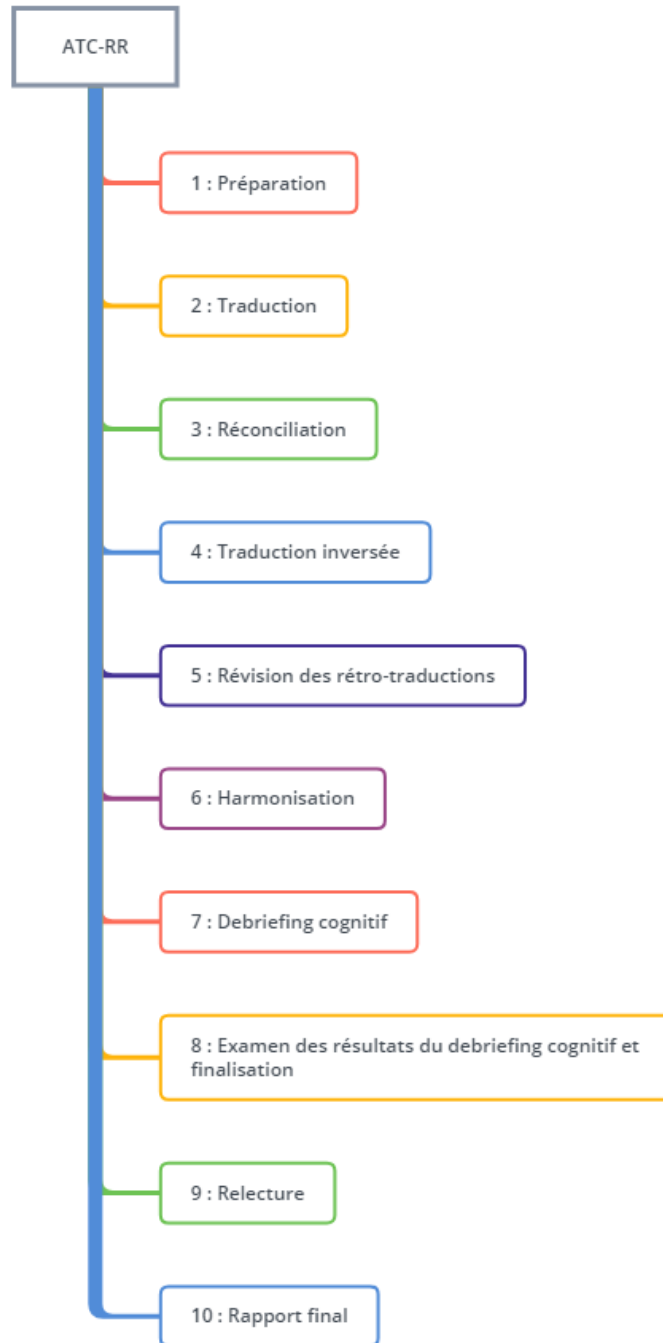 ATC-RR
1 : Préparation
2 : Traduction
3 : Réconciliation
4 : Traduction inversée
5 : Révision des rétro-traductions
6 : Harmonisation
7 : Debriefing cognitif
8 : Examen des résultats du debriefing cognitif et
finalisation
9 : Relecture
10 : Rapport final